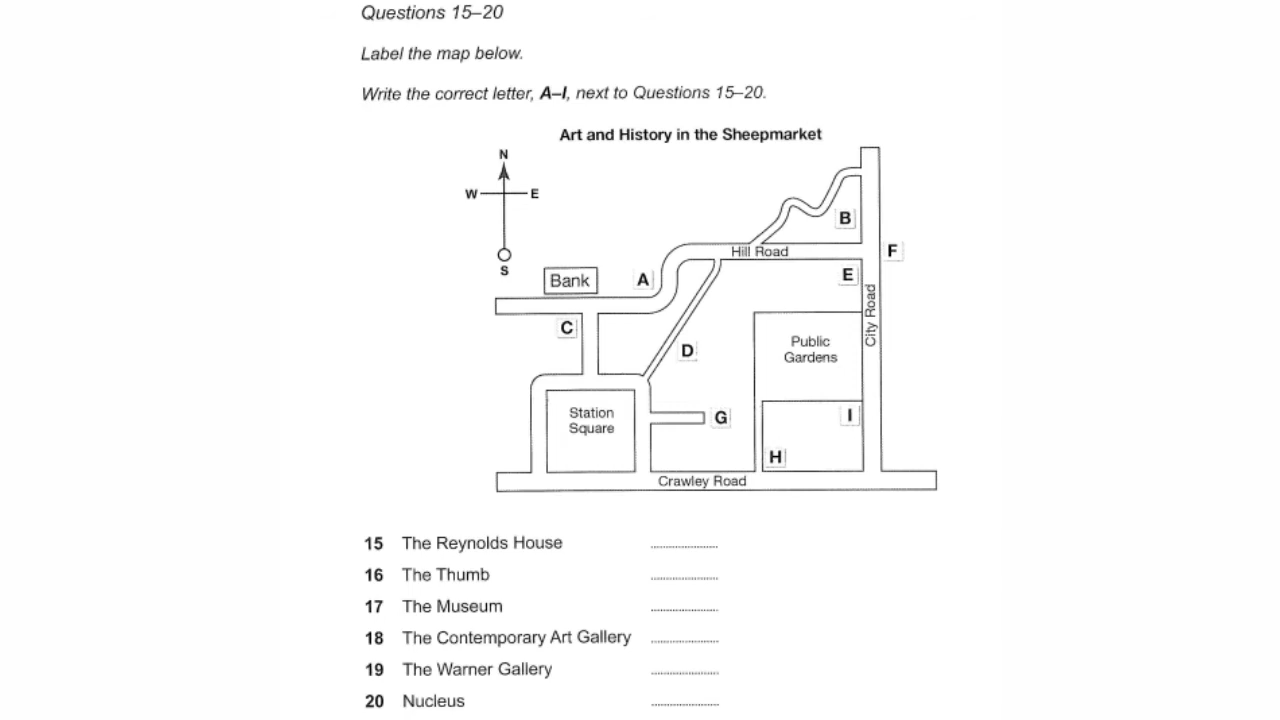 Questions 15–20
Label the map below.
Write the correct letter, A–I, next to Questions 15–20.
Art and History in the Sheepmarket
N
W E
S
B
Hill Road
F
Bank
A
E
C
City Road
D
Public
Gardens
Station
Square
G
I
H
Crawley Road
15 The Reynolds House ....................
16 The Thumb ....................
17 The Museum ....................
18 The Contemporary Art Gallery ....................
19 The Warner Gallery ....................
20 Nucleus ....................